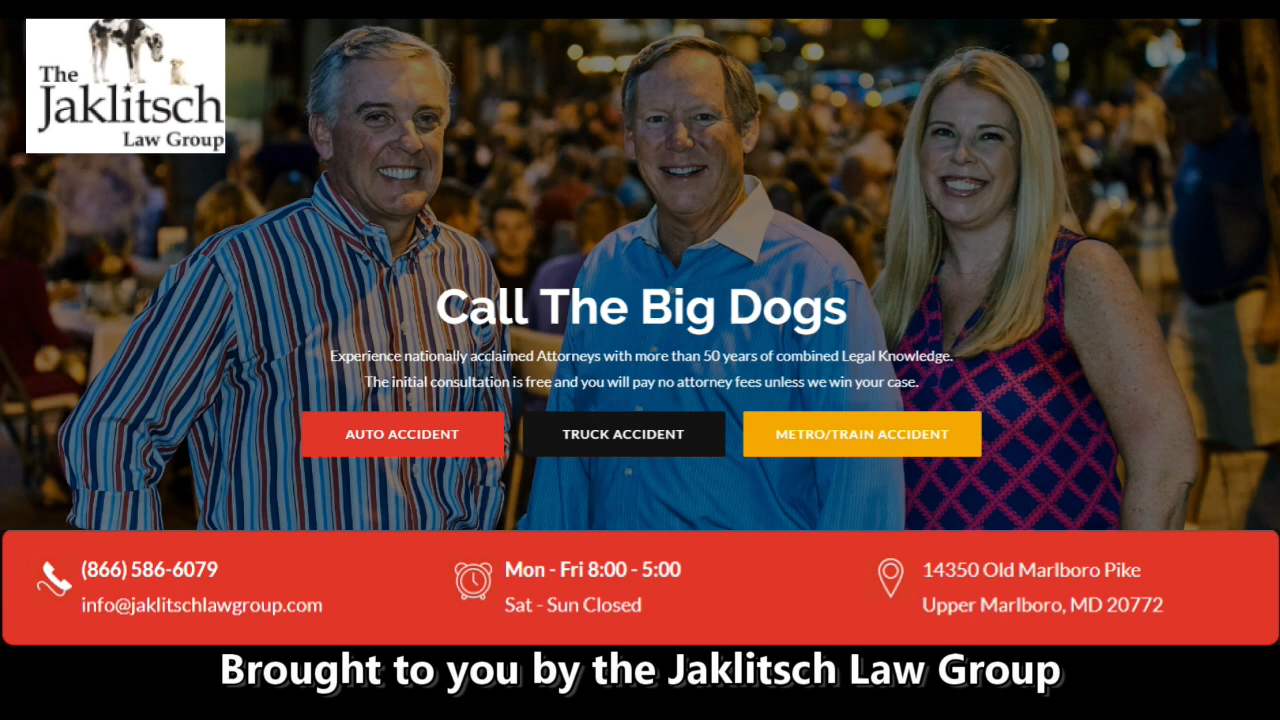 The
Jaklitsch
Law Group
Call The Big Dogs
Experience nationally acclaimed Attorneys with more than 50 years of combined Legal Knowledge.
The initial consultation is free and you will pay no attorney fees unless we win your case.
AUTO ACCIDENT
TRUCK ACCIDENT
METRO/TRAIN ACCIDENT
(866) 586-6079
info@jaklitschlawgroup.com
Mon - Fri 8:00 - 5:00
Sat - Sun Closed
14350 Old Marlboro Pike
Upper Marlboro, MD 20772
Brought to you by the Jaklitsch Law Group